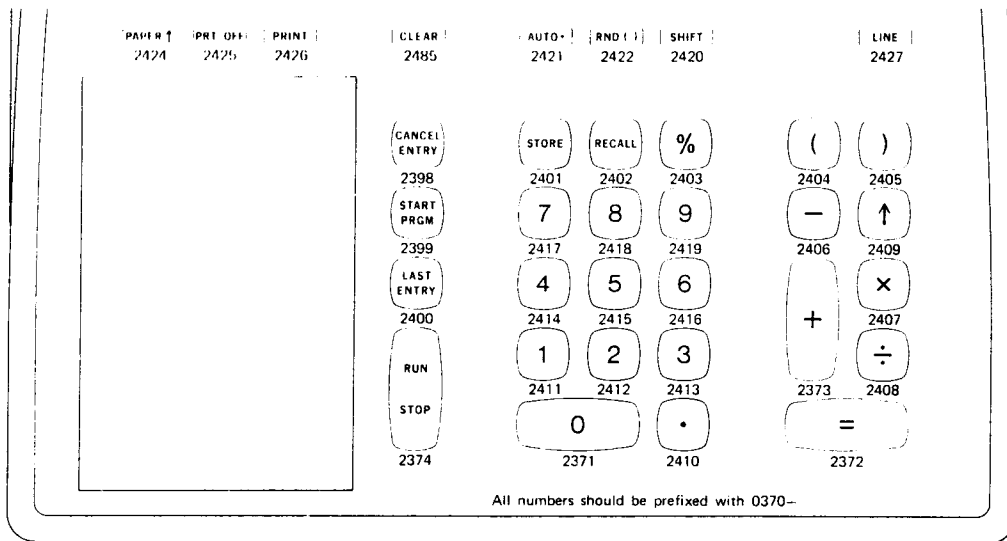 PAPER ↑ PRT OFF PRINT CLEAR AUTO• RND ( ) SHIFT LINE
2424 2425 2426 2485 2421 2422 2420 2427
CANCEL ENTRY STORE RECALL % ( )
2398 2401 2402 2403 2404 2405
START PRGM 7 8 9 − ↑
2399 2417 2418 2419 2406 2409
LAST ENTRY 4 5 6 + ×
2400 2414 2415 2416 2407
RUN STOP 1 2 3 ÷
2411 2412 2413 2373 2408
0 • =
2374 2371 2410 2372
All numbers should be prefixed with 0370–